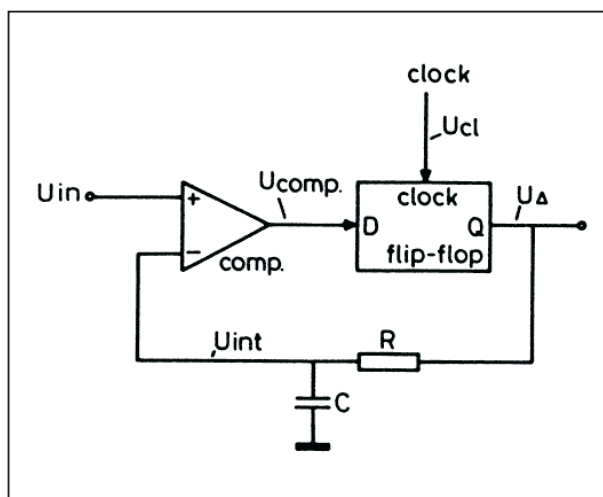 clock
Ucl
Uin
+
Ucomp.
clock
UΔ
D
Q
−
comp.
flip-flop
Uint
R
C